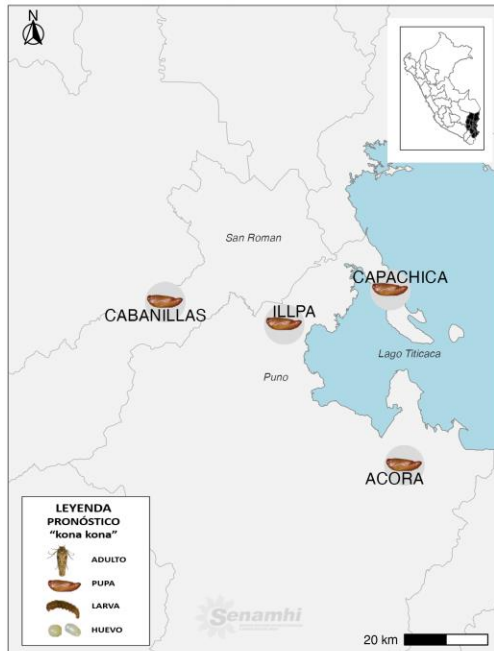 N
San Roman
CAPACHICA
CABANILLAS
ILLPA
Lago Titicaca
Puno
ACORA
LEYENDA
PRONÓSTICO
"kona kona"
ADULTO
PUPA
LARVA
HUEVO
Senamhi
20 km